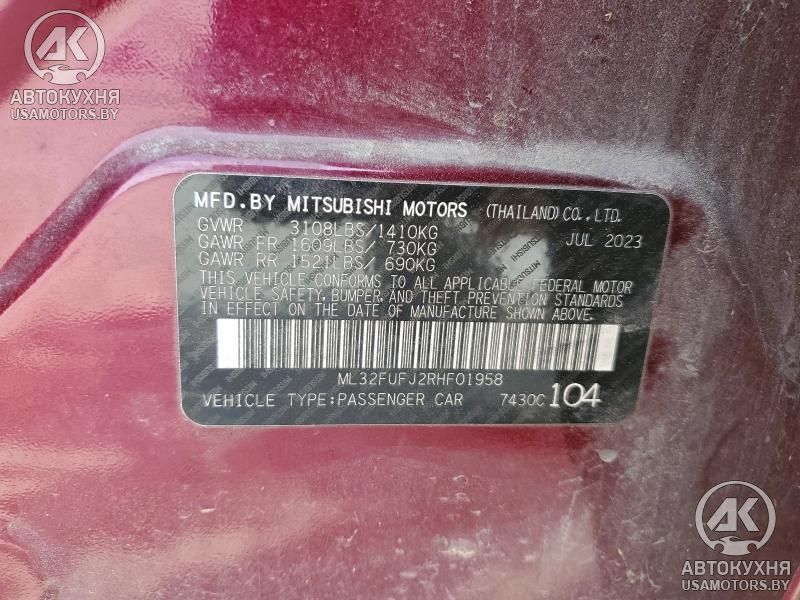 АК
АВТОКУХНЯ
USAMOTORS.BY
MFD.BY MITSUBISHI MOTORS (THAILAND)CO.,LTD.
GVWR 3108LBS/1410KG JUL 2023
GAWR FR 1609LBS/ 730KG
GAWR RR 1521LBS/ 690KG
THIS VEHICLE CONFORMS TO ALL APPLICABLE FEDERAL MOTOR
VEHICLE SAFETY, BUMPER, AND THEFT PREVENTION STANDARDS
IN EFFECT ON THE DATE OF MANUFACTURE SHOWN ABOVE.
ML32FUFJ2RHF01958
VEHICLE TYPE:PASSENGER CAR 7430C 104
АК
АВТОКУХНЯ
USAMOTORS.BY